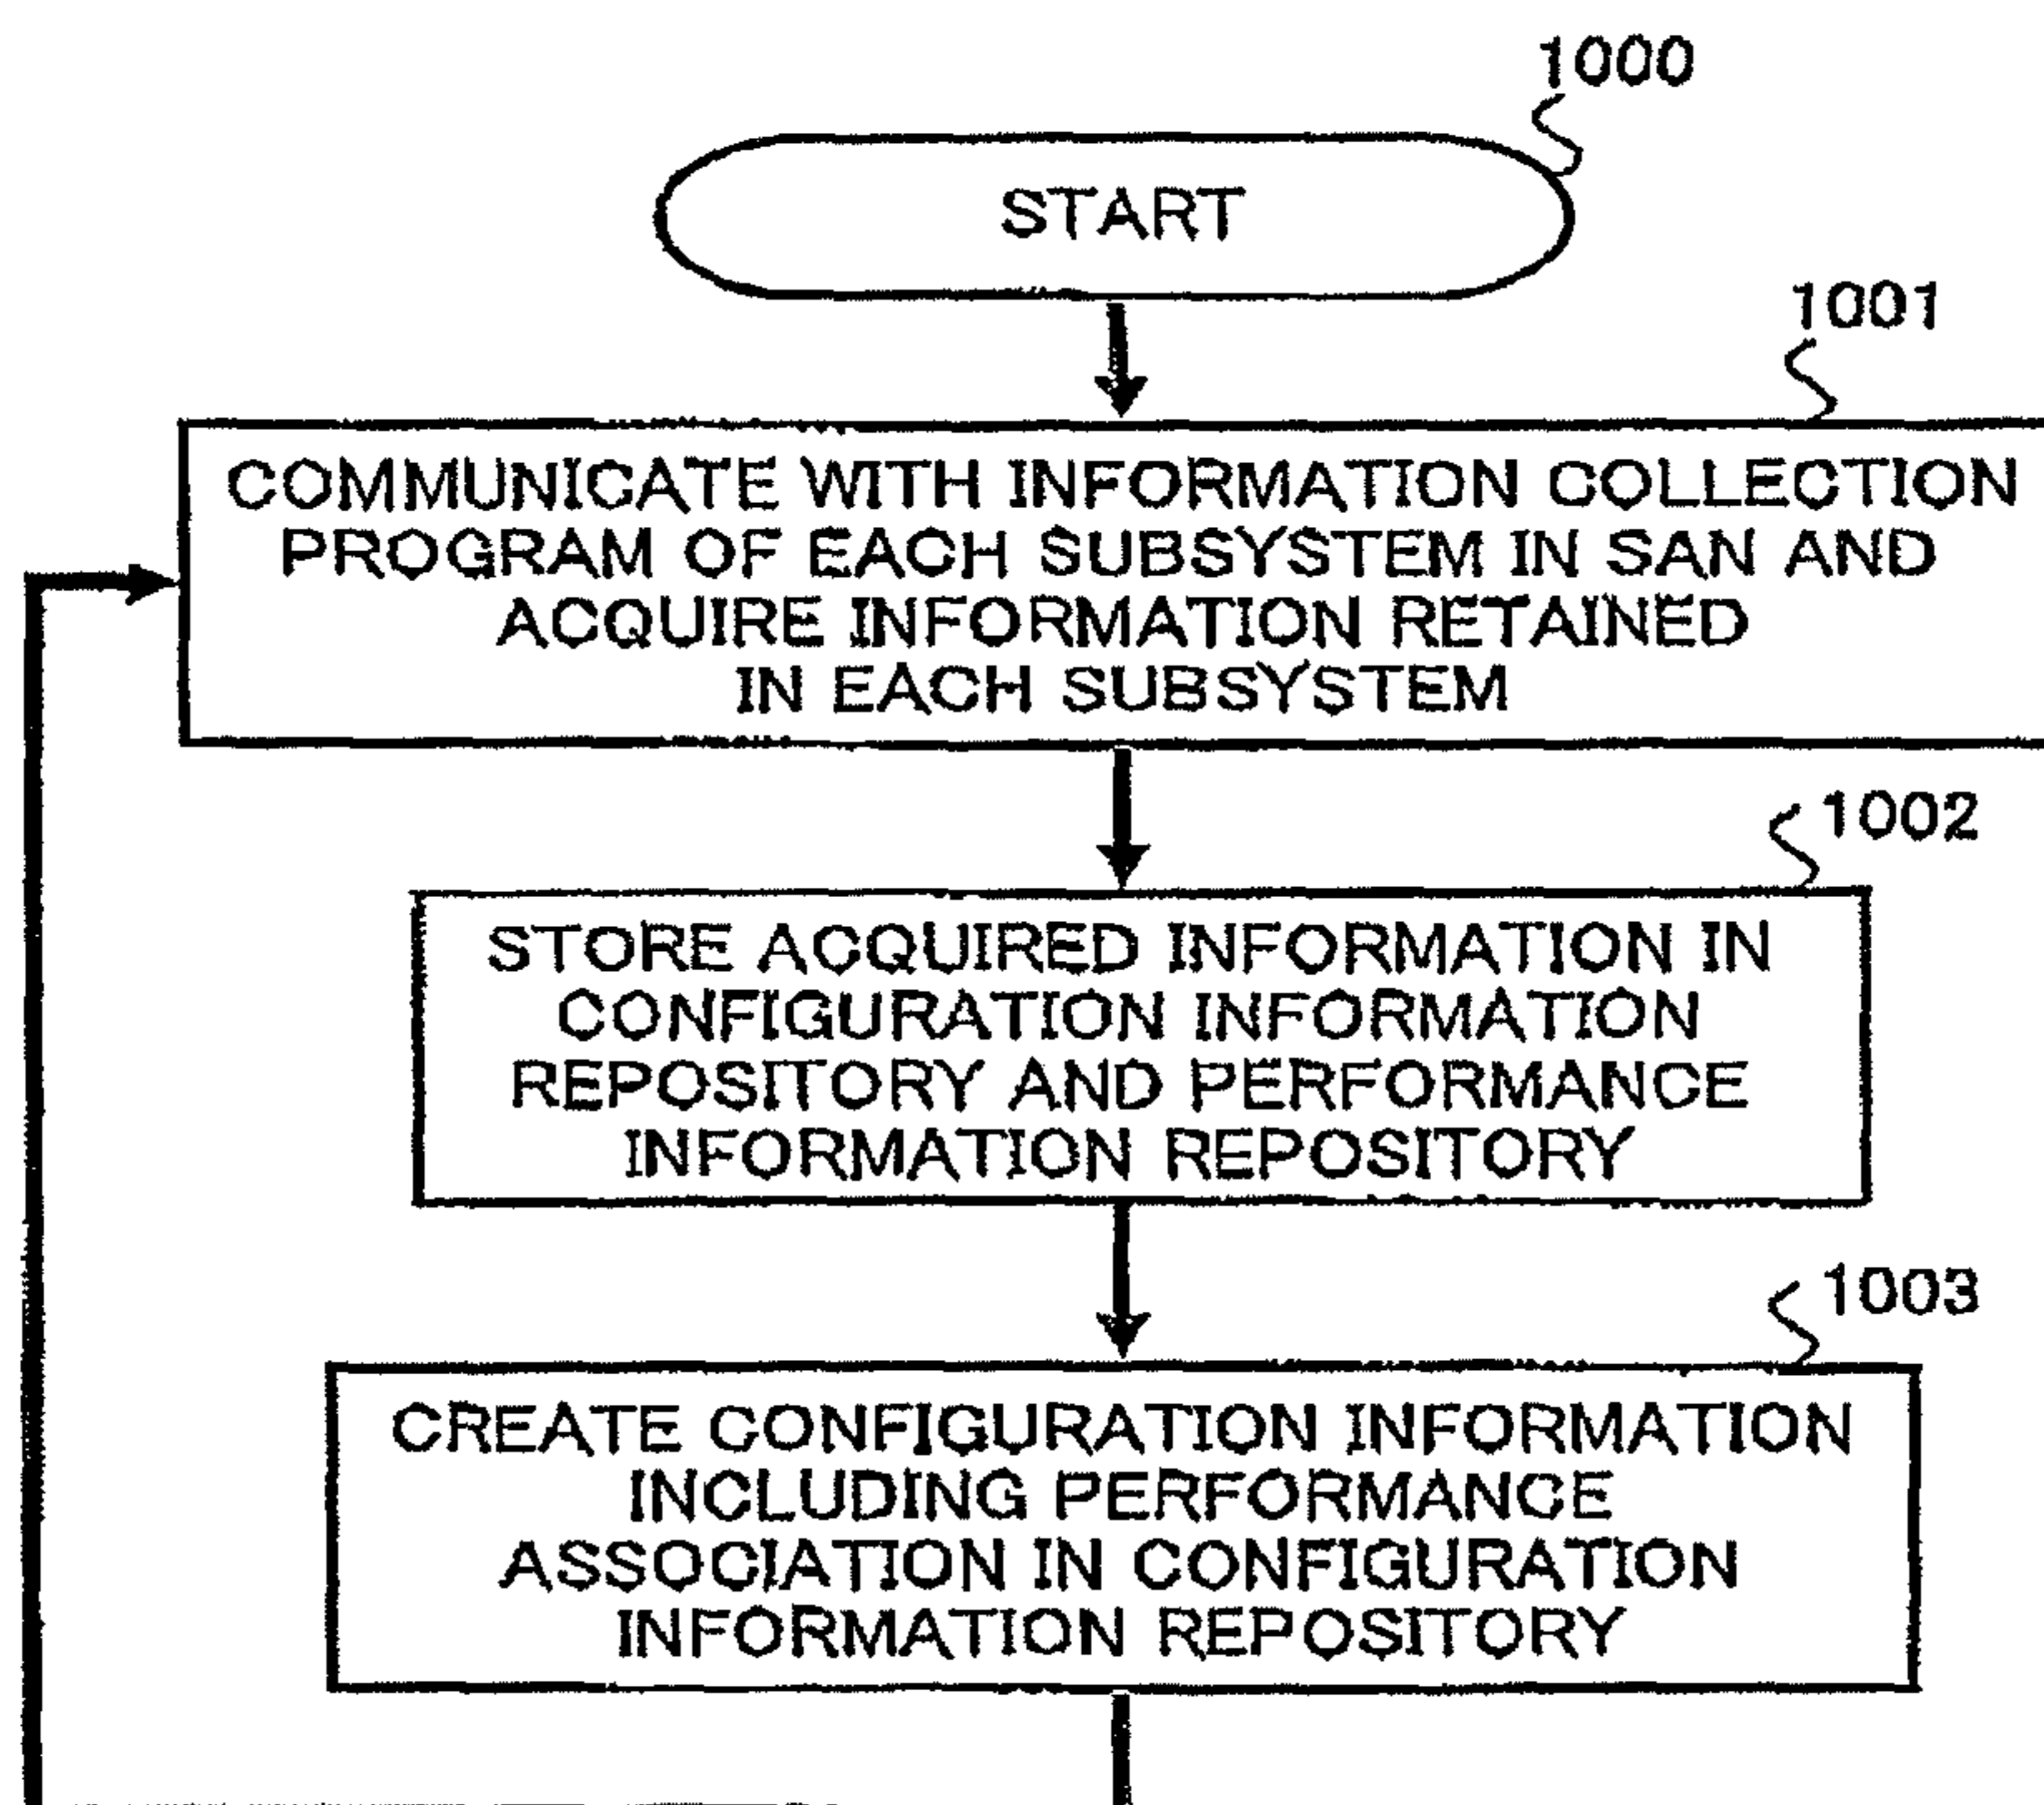 1000
START
1001
COMMUNICATE WITH INFORMATION COLLECTION
PROGRAM OF EACH SUBSYSTEM IN SAN AND
ACQUIRE INFORMATION RETAINED
IN EACH SUBSYSTEM
1002
STORE ACQUIRED INFORMATION IN
CONFIGURATION INFORMATION
REPOSITORY AND PERFORMANCE
INFORMATION REPOSITORY
1003
CREATE CONFIGURATION INFORMATION
INCLUDING PERFORMANCE
ASSOCIATION IN CONFIGURATION
INFORMATION REPOSITORY